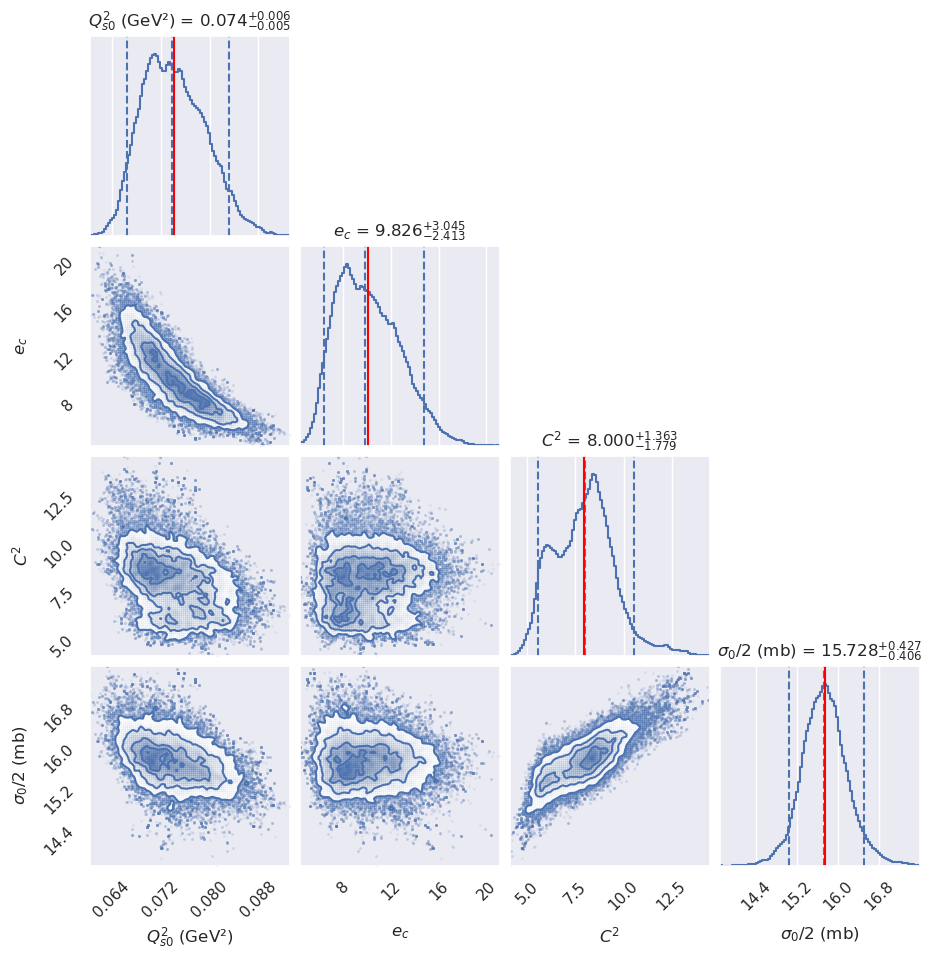 Q²ₛ₀ (GeV²) = 0.074⁺⁰·⁰⁰⁶₋₀.₀₀₅
e_c = 9.826⁺³·⁰⁴⁵₋₂.₄₁₃
20
16
12
8
e_c
C² = 8.000⁺¹·³⁶³₋₁.₇₇₉
12.5
10.0
7.5
5.0
C²
σ₀/2 (mb) = 15.728⁺⁰·⁴²⁷₋₀.₄₀₆
16.8
16.0
15.2
14.4
σ₀/2 (mb)
0.064 0.072 0.080 0.088
8 12 16 20
5.0 7.5 10.0 12.5
14.4 15.2 16.0 16.8
Q²ₛ₀ (GeV²)
e_c
C²
σ₀/2 (mb)